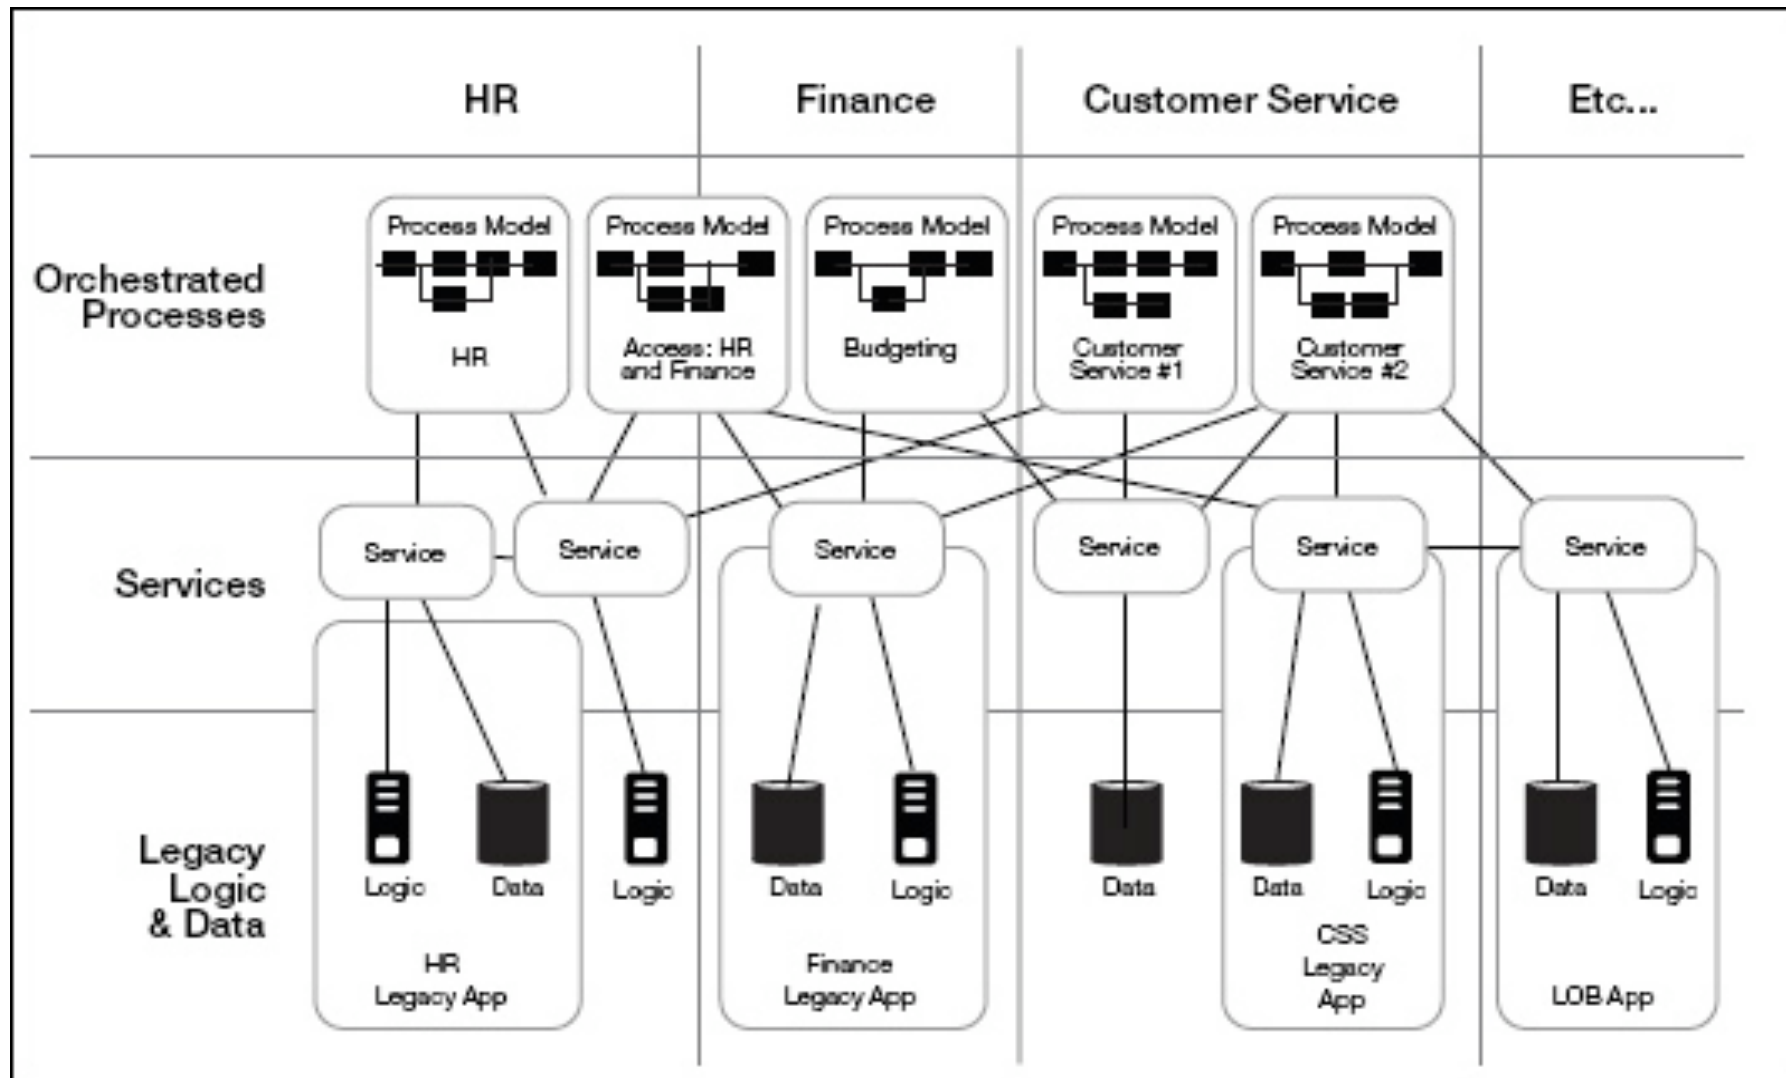 HR
Finance
Customer Service
Etc...
Orchestrated
Processes
Process Model
HR
Process Model
Access: HR
and Finance
Process Model
Budgeting
Process Model
Customer
Service #1
Process Model
Customer
Service #2
Services
Service
Service
Service
Service
Service
Service
Legacy
Logic
& Data
Logic
Data
Logic
Data
Logic
Data
Data
Logic
Data
Logic
HR
Legacy App
Finance
Legacy App
CSS
Legacy
App
LOB App